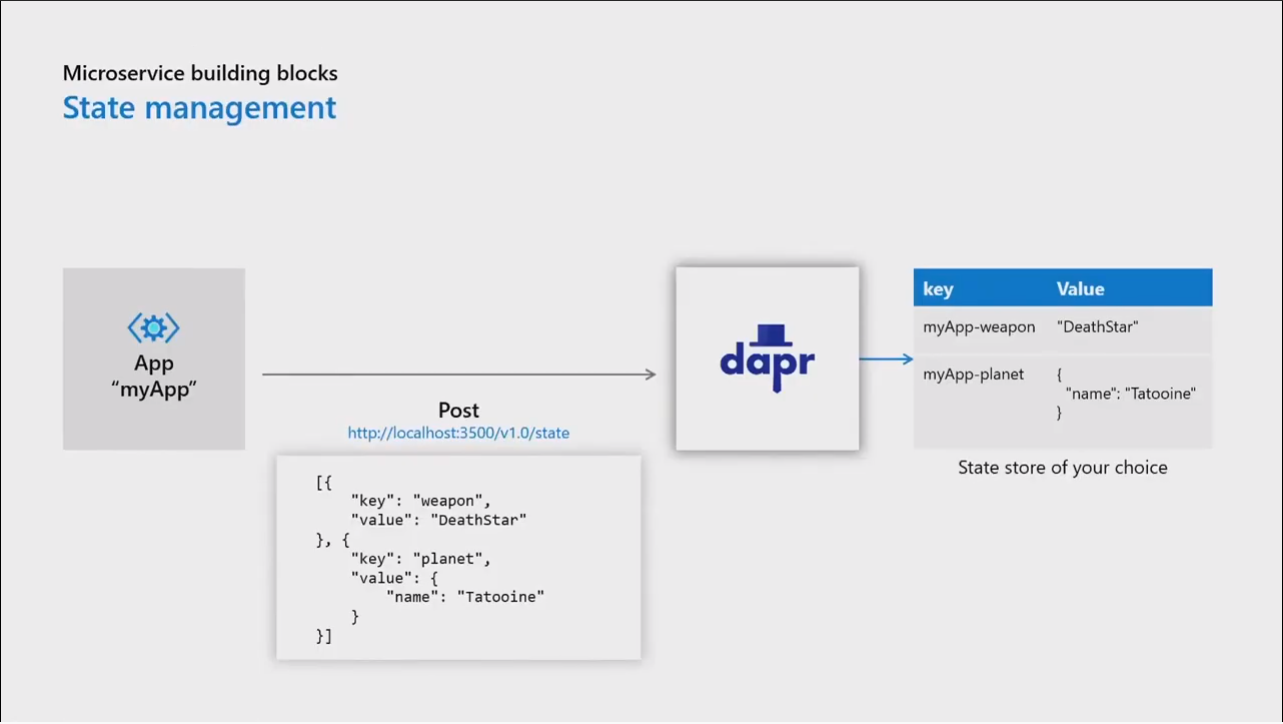 Microservice building blocks
State management
App
“myApp”
Post
http://localhost:3500/v1.0/state
[{
    "key": "weapon",
    "value": "DeathStar"
}, {
    "key": "planet",
    "value": {
        "name": "Tatooine"
    }
}]
dapr
key Value
myApp-weapon "DeathStar"
myApp-planet {
"name": "Tatooine"
}
State store of your choice